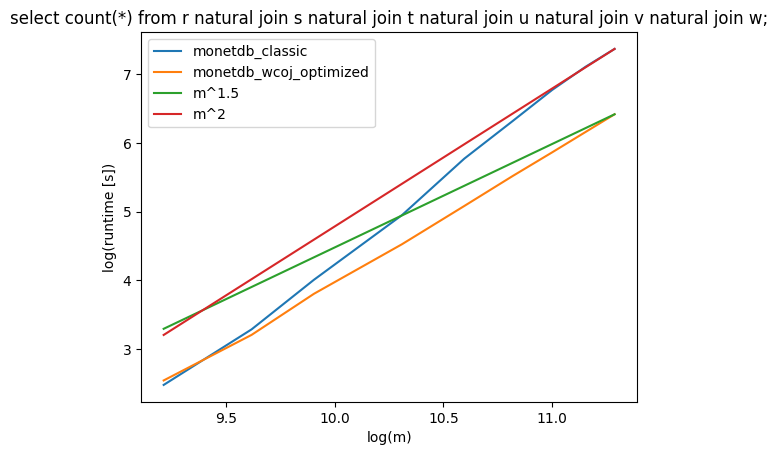 select count(*) from r natural join s natural join t natural join u natural join v natural join w;
monetdb_classic
monetdb_wcoj_optimized
m^1.5
m^2
log(runtime [s])
7
6
5
4
3
9.5 10.0 10.5 11.0
log(m)